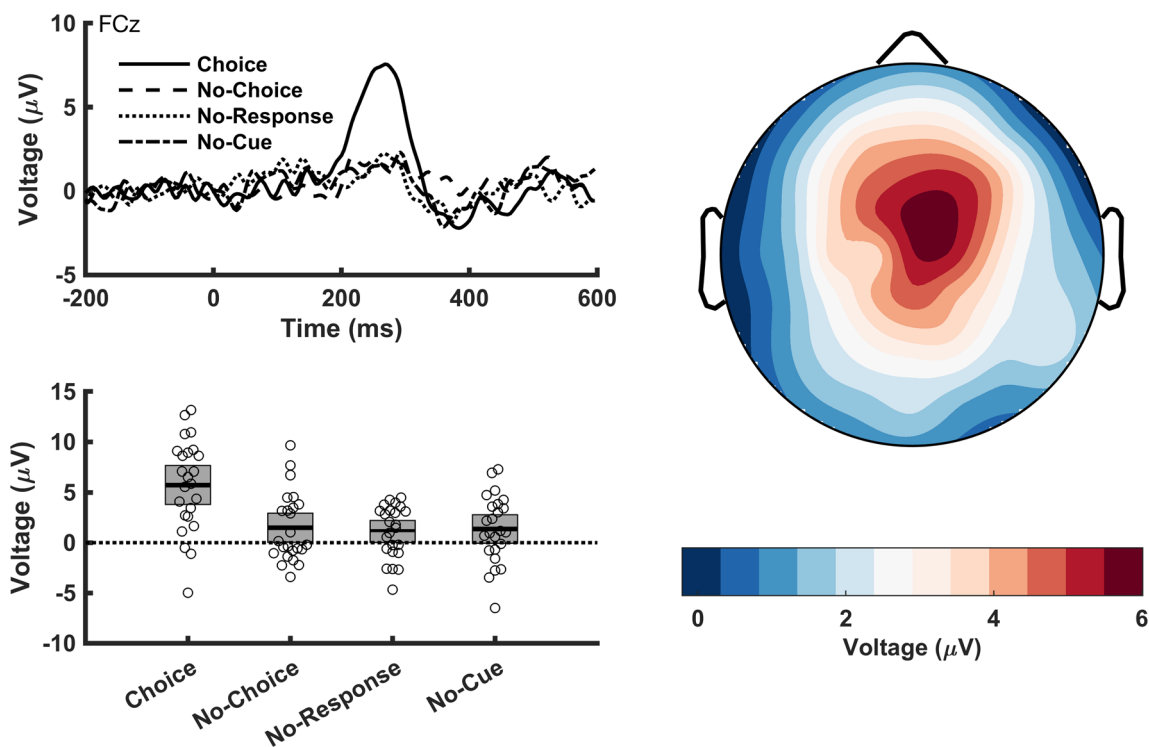 10
FCz
Choice
No-Choice
No-Response
No-Cue
5
0
-5
Voltage (μV)
-200
0
200
400
600
Time (ms)
15
10
5
0
-5
-10
Voltage (μV)
Choice
No-Choice
No-Response
No-Cue
0
2
4
6
Voltage (μV)